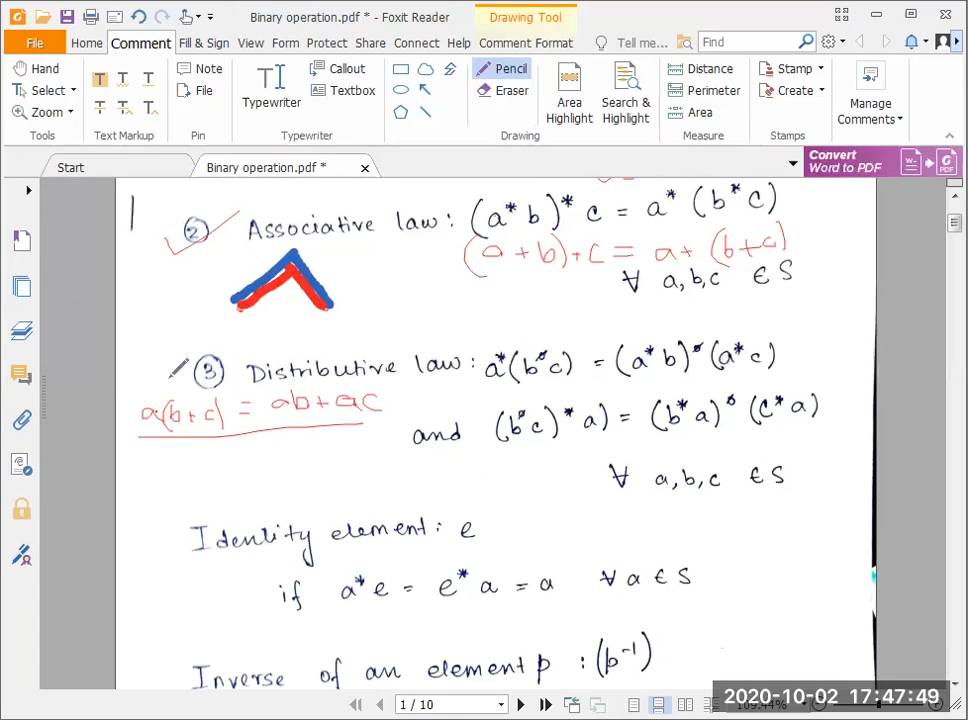 Binary operation.pdf * - Foxit Reader
Drawing Tool
File Home Comment Fill & Sign View Form Protect Share Connect Help Comment Format Tell me... Find
Hand
Select
Zoom
Tools
Text Markup
Note
File
Pin
Typewriter
Callout
Textbox
Typewriter
Pencil
Eraser
Drawing
Area Highlight
Search & Highlight
Distance
Perimeter
Area
Measure
Stamp
Create
Stamps
Manage Comments
Start
Binary operation.pdf *
Convert Word to PDF
② Associative law: (a*b)*c = a*(b*c)
(a+b)+c = a+(b+c)
∀ a,b,c ∈ S
③ Distributive law: a*(b°c) = (a*b)°(a*c)
a(b+c) = ab+ac
and (b°c)*a) = (b*a)°(c*a)
∀ a,b,c ∈ S
Identity element: e
if a*e = e*a = a ∀ a ∈ S
Inverse of an element b : (b⁻¹)
1 / 10
109.44%
2020-10-02 17:47:49